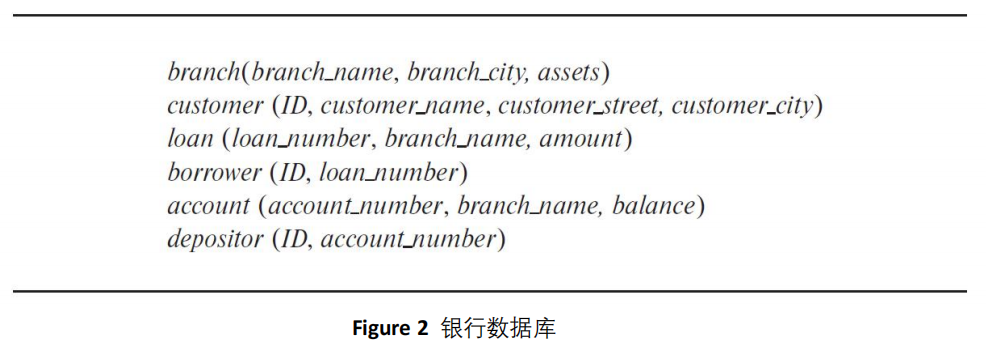 branch(branch_name, branch_city, assets)
customer (ID, customer_name, customer_street, customer_city)
loan (loan_number, branch_name, amount)
borrower (ID, loan_number)
account (account_number, branch_name, balance)
depositor (ID, account_number)
Figure 2 银行数据库